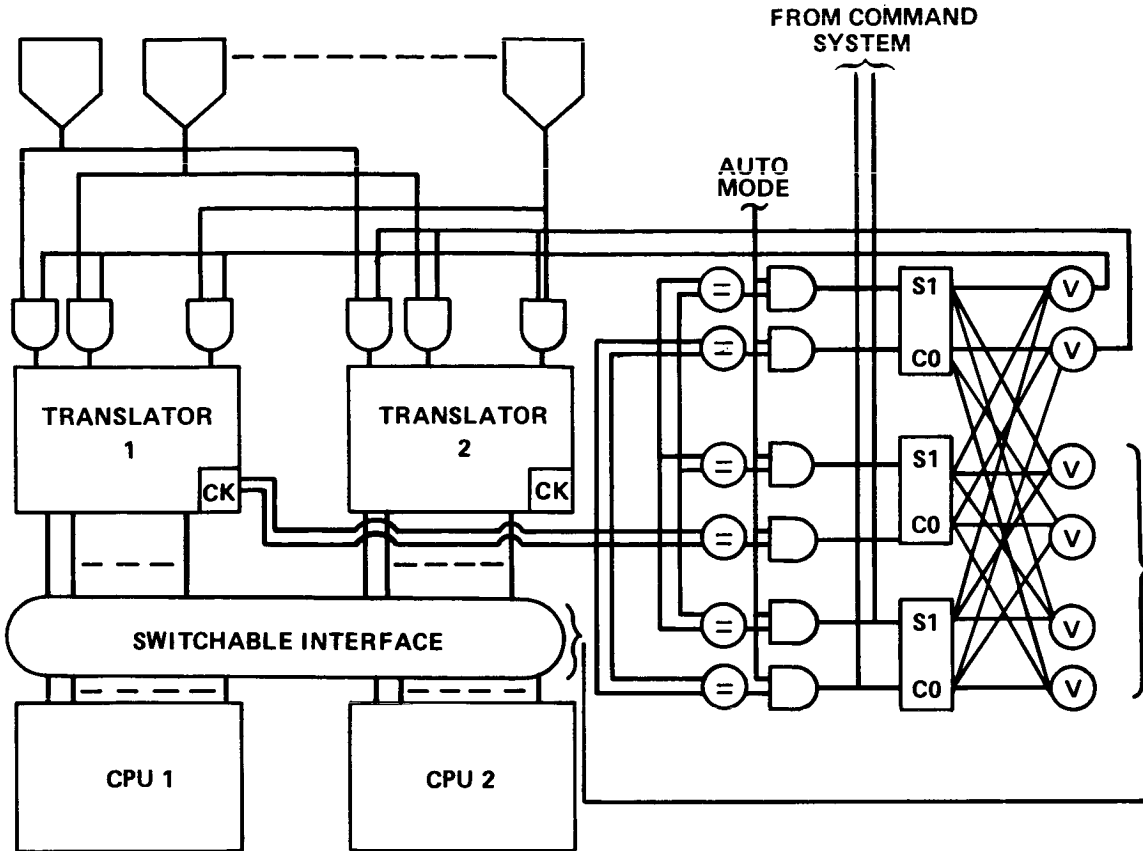 FROM COMMAND
SYSTEM
AUTO
MODE
=
S1
V
=
C0
V
TRANSLATOR
1
CK
TRANSLATOR
2
CK
=
S1
V
=
C0
V
=
S1
V
=
C0
V
SWITCHABLE INTERFACE
CPU 1
CPU 2